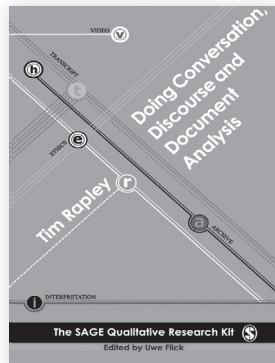 VIDEO v
h
TRANSCRIPT
t
Doing Conversation,
Discourse and
Document
Analysis
ETHICS
e
Tim Rapley
r
a
ARCHIVE
i INTERPRETATION
The SAGE Qualitative Research Kit S
Edited by Uwe Flick